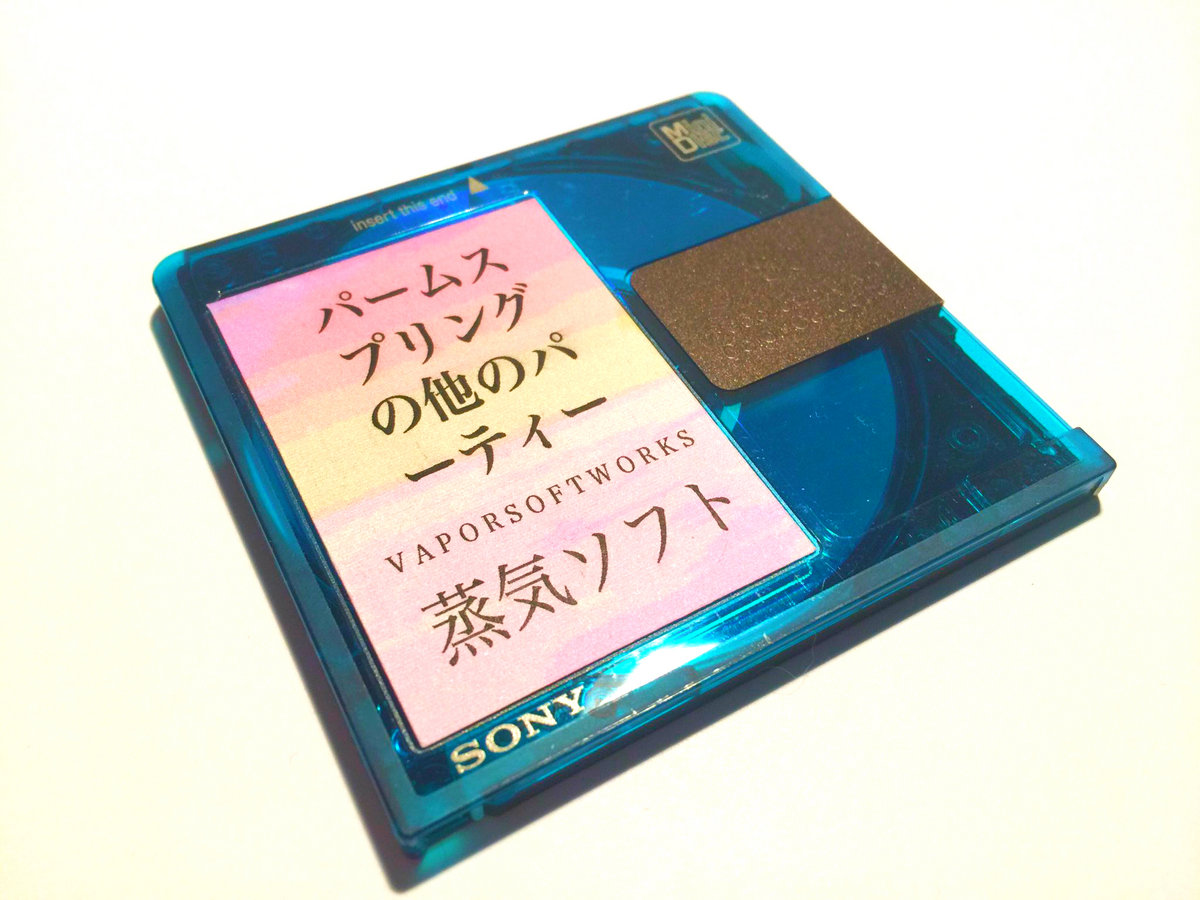 MiniDisc
insert this end
パームス
プリング
の他のパ
ーティー
VAPORSOFTWORKS
蒸気ソフト
SONY